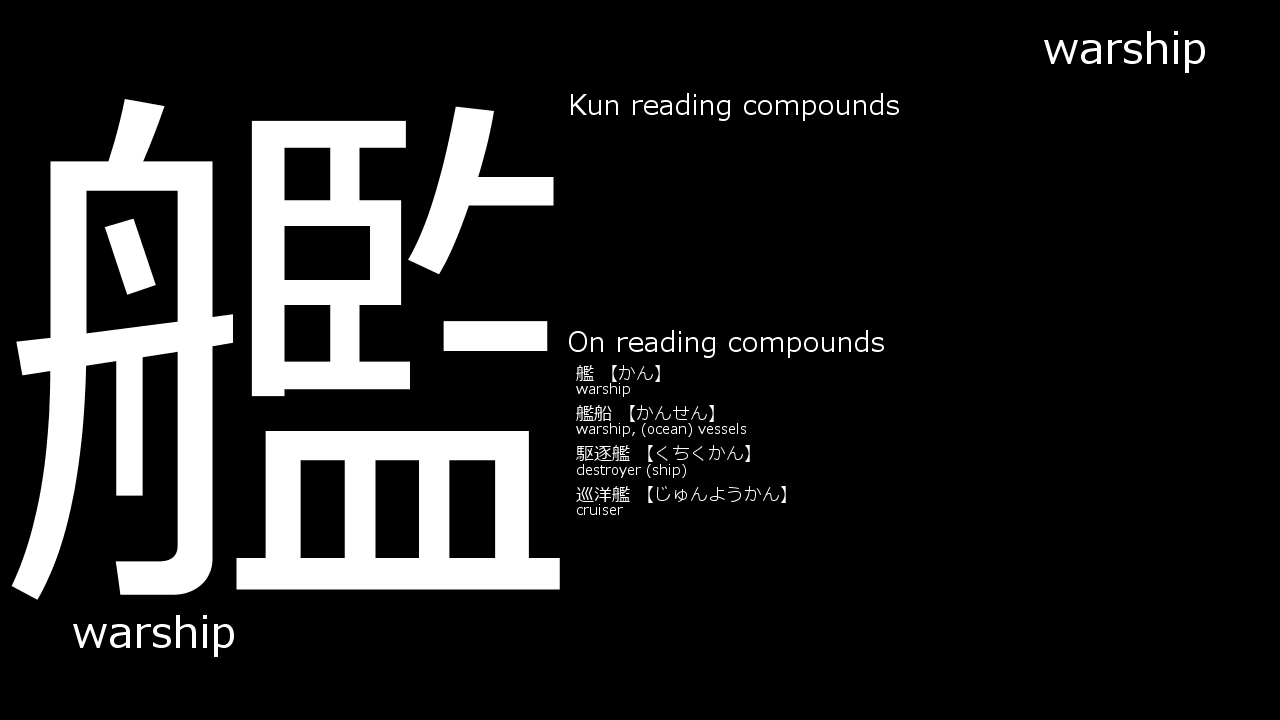 warship
艦
Kun reading compounds
On reading compounds
艦 【かん】
warship
艦船 【かんせん】
warship, (ocean) vessels
駆逐艦 【くちくかん】
destroyer (ship)
巡洋艦 【じゅんようかん】
cruiser
warship